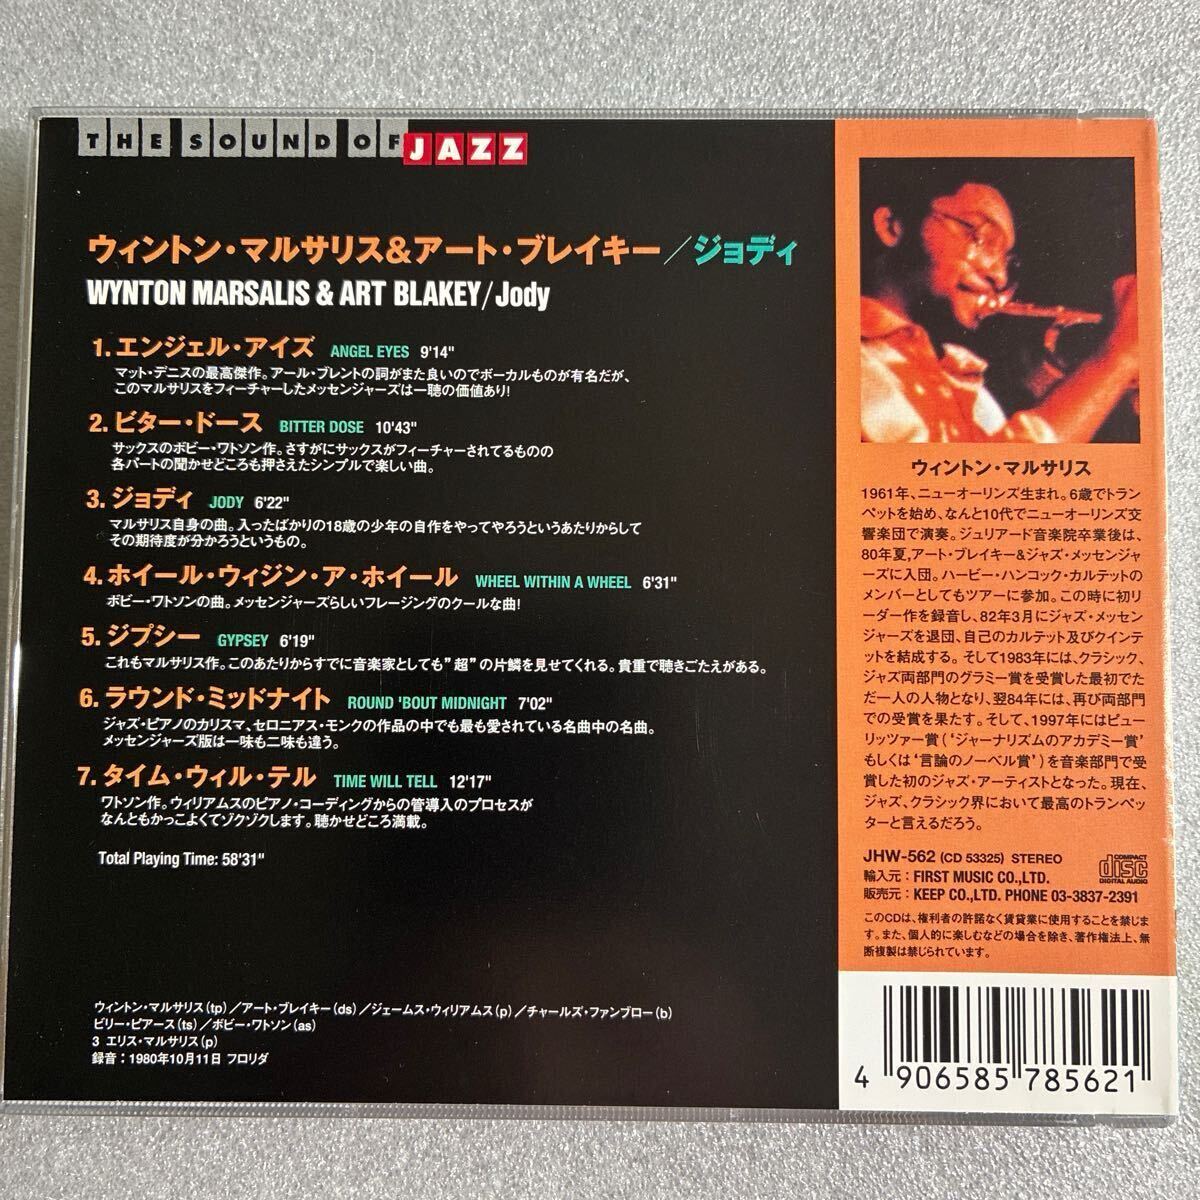 THE SOUND OF JAZZ
ウィントン・マルサリス&アート・ブレイキー／ジョディ
WYNTON MARSALIS & ART BLAKEY/Jody
1. エンジェル・アイズ ANGEL EYES 9'14"
マット・デニスの最高傑作。アール・ブレントの詞がまた良いのでボーカルものが有名だが、
このマルサリスをフィーチャーしたメッセンジャーズは一聴の価値あり!
2. ビター・ドース BITTER DOSE 10'43"
サックスのボビー・ワトソン作。さすがにサックスがフィーチャーされてるものの
各パートの聞かせどころも押さえたシンプルで楽しい曲。
3. ジョディ JODY 6'22"
マルサリス自身の曲。入ったばかりの18歳の少年の自作をやってやろうというあたりからして
その期待度が分かろうというもの。
4. ホイール・ウィジン・ア・ホイール WHEEL WITHIN A WHEEL 6'31"
ボビー・ワトソンの曲。メッセンジャーズらしいフレージングのクールな曲!
5. ジプシー GYPSEY 6'19"
これもマルサリス作。このあたりからすでに音楽家としても"超"の片鱗を見せてくれる。貴重で聴きごたえがある。
6. ラウンド・ミッドナイト ROUND 'BOUT MIDNIGHT 7'02"
ジャズ・ピアノのカリスマ、セロニアス・モンクの作品の中でも最も愛されている名曲中の名曲。
メッセンジャーズ版は一味も二味も違う。
7. タイム・ウィル・テル TIME WILL TELL 12'17"
ワトソン作。ウィリアムスのピアノ・コーディングからの管導入のプロセスが
なんともかっこよくてゾクゾクします。聴かせどころ満載。
Total Playing Time: 58'31"
ウィントン・マルサリス(tp)／アート・ブレイキー(ds)／ジェームス・ウィリアムス(p)／チャールズ・ファンブロー(b)
ビリー・ピアース(ts)／ボビー・ワトソン(as)
3 エリス・マルサリス(p)
録音：1980年10月11日 フロリダ
ウィントン・マルサリス
1961年、ニューオーリンズ生まれ。6歳でトラン
ペットを始め、なんと10代でニューオーリンズ交
響楽団で演奏。ジュリアード音楽院卒業後は、
80年夏,アート・ブレイキー&ジャズ・メッセンジャ
ーズに入団。ハービー・ハンコック・カルテットの
メンバーとしてもツアーに参加。この時に初リ
ーダー作を録音し、82年3月にジャズ・メッセン
ジャーズを退団、自己のカルテット及びクインテ
ットを結成する。そして1983年には、クラシック、
ジャズ両部門のグラミー賞を受賞した最初でた
だ一人の人物となり、翌84年には、再び両部門
での受賞を果たす。そして、1997年にはピュー
リッツァー賞（'ジャーナリズムのアカデミー賞'
もしくは'言論のノーベル賞'）を音楽部門で受
賞した初のジャズ・アーティストとなった。現在、
ジャズ、クラシック界において最高のトランペッ
ターと言えるだろう。
JHW-562 (CD 53325) STEREO
COMPACT disc DIGITAL AUDIO
輸入元：FIRST MUSIC CO.,LTD.
販売元：KEEP CO.,LTD. PHONE 03-3837-2391
このCDは、権利者の許諾なく賃貸業に使用することを禁じま
す。また、個人的に楽しむなどの場合を除き、著作権法上、無
断複製は禁じられています。
4 906585 785621